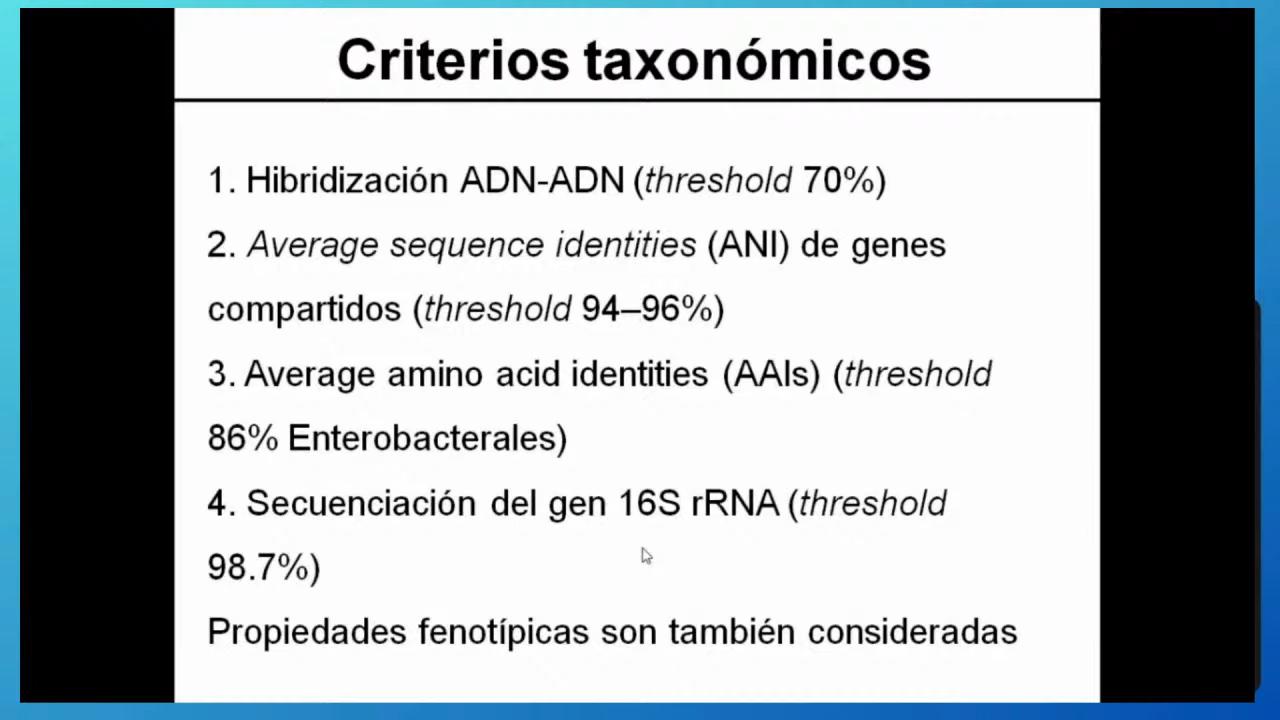 Criterios taxonómicos
1. Hibridización ADN-ADN (threshold 70%)
2. Average sequence identities (ANI) de genes
compartidos (threshold 94–96%)
3. Average amino acid identities (AAIs) (threshold
86% Enterobacterales)
4. Secuenciación del gen 16S rRNA (threshold
98.7%)
Propiedades fenotípicas son también consideradas